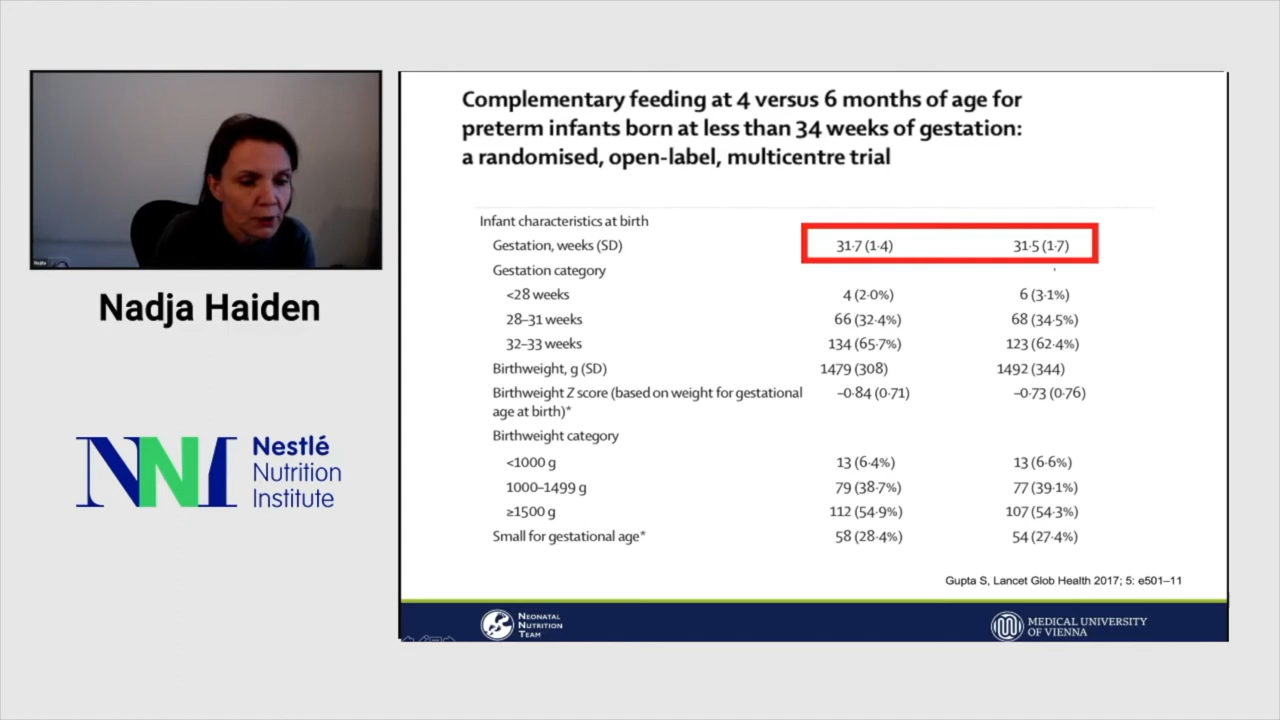 Nadja Haiden
Nestlé
Nutrition
Institute
Complementary feeding at 4 versus 6 months of age for
preterm infants born at less than 34 weeks of gestation:
a randomised, open-label, multicentre trial
Infant characteristics at birth
Gestation, weeks (SD) 31·7 (1·4) 31·5 (1·7)
Gestation category
<28 weeks 4 (2·0%) 6 (3·1%)
28–31 weeks 66 (32·4%) 68 (34·5%)
32–33 weeks 134 (65·7%) 123 (62·4%)
Birthweight, g (SD) 1479 (308) 1492 (344)
Birthweight Z score (based on weight for gestational –0·84 (0·71) –0·73 (0·76)
age at birth)*
Birthweight category
<1000 g 13 (6·4%) 13 (6·6%)
1000–1499 g 79 (38·7%) 77 (39·1%)
≥1500 g 112 (54·9%) 107 (54·3%)
Small for gestational age* 58 (28·4%) 54 (27·4%)
Gupta S, Lancet Glob Health 2017; 5: e501–11
NEONATAL
NUTRITION
TEAM
MEDICAL UNIVERSITY
OF VIENNA